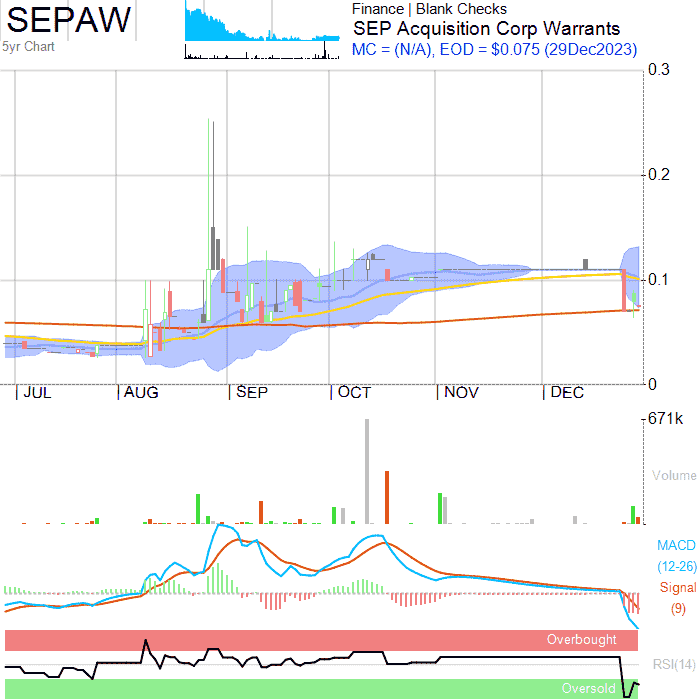 SEPAW
5yr Chart
Finance | Blank Checks
SEP Acquisition Corp Warrants
MC = (N/A), EOD = $0.075 (29Dec2023)
0.3
0.2
0.1
0
JUL AUG SEP OCT NOV DEC
671k
Volume
MACD
(12-26)
Signal
(9)
Overbought
RSI(14)
Oversold